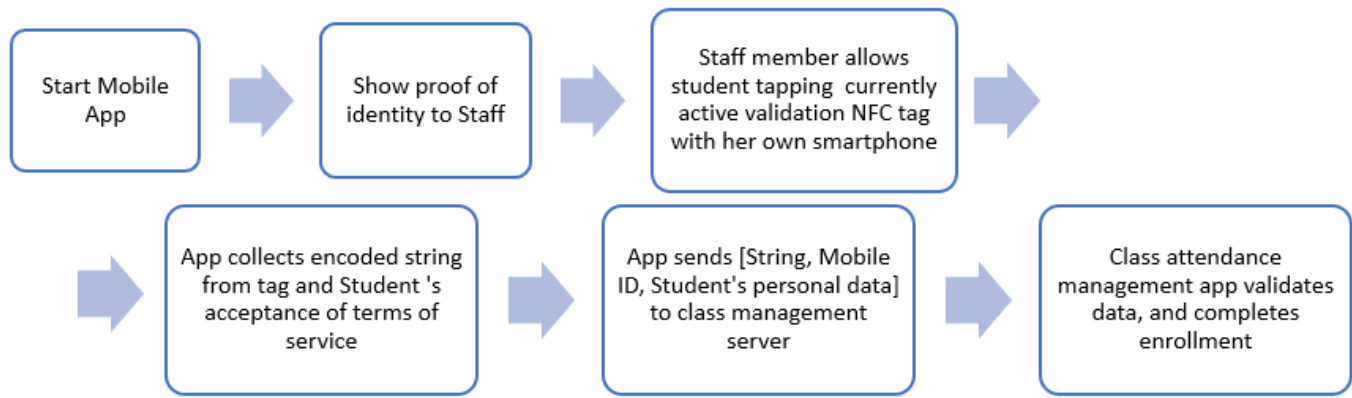 Start Mobile
App
Show proof of
identity to Staff
Staff member allows
student tapping  currently
active validation NFC tag
with her own smartphone
App collects encoded string
from tag and Student 's
acceptance of terms of
service
App sends [String, Mobile
ID, Student's personal data]
to class management
server
Class attendance
management app validates
data, and completes
enrollment